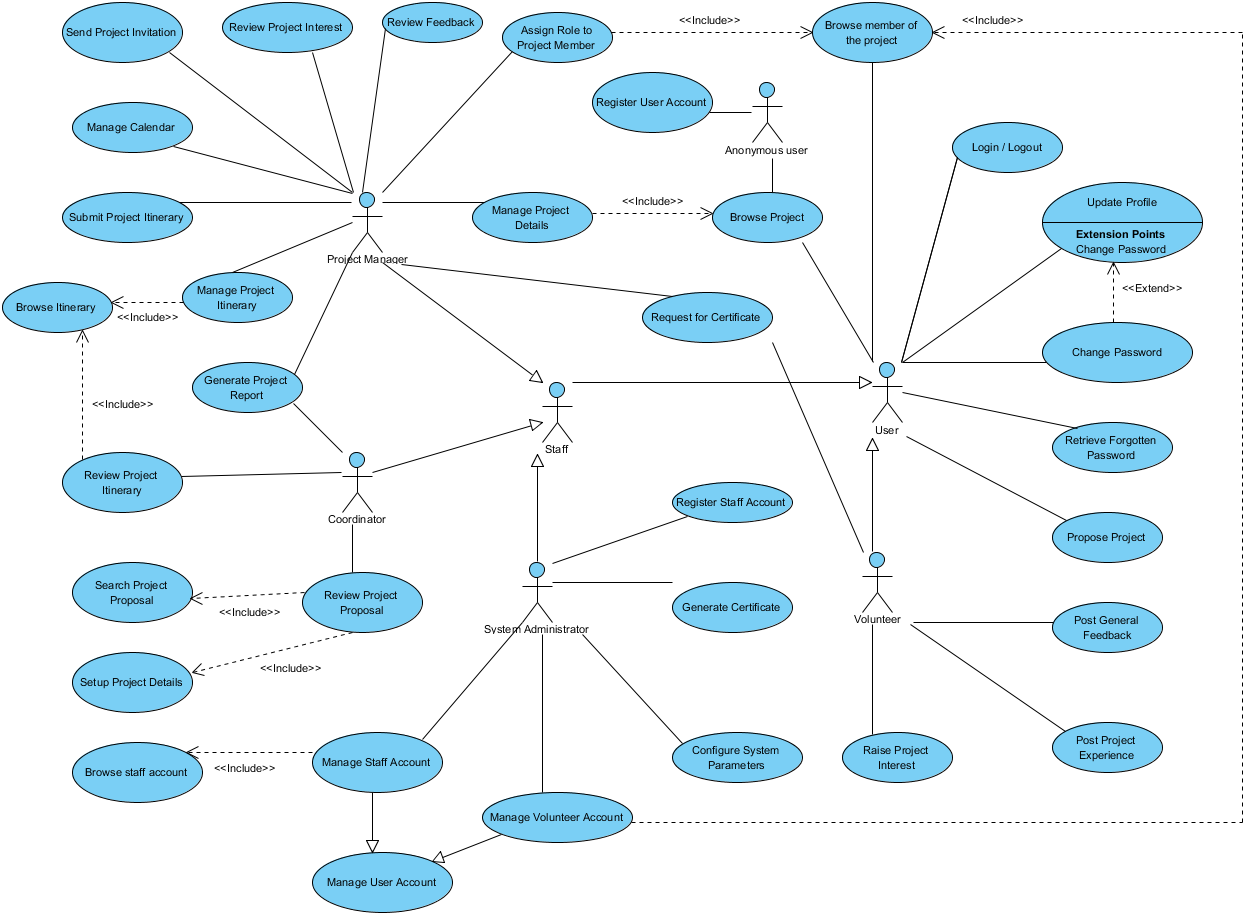 Send Project Invitation
Review Project Interest
Review Feedback
Assign Role to
Project Member
<<Include>>
Browse member of
the project
<<Include>>
Register User Account
Manage Calendar
Anonymous user
Login / Logout
Submit Project Itinerary
Manage Project
Details
<<Include>>
Browse Project
Update Profile
Extension Points
Change Password
Project Manager
<<Extend>>
Browse Itinerary
<<Include>>
Manage Project
Itinerary
Request for Certificate
Change Password
Generate Project
Report
<<Include>>
Staff
User
Retrieve Forgotten
Password
Review Project
Itinerary
Coordinator
Register Staff Account
Propose Project
Search Project
Proposal
<<Include>>
Review Project
Proposal
System Administrator
Generate Certificate
Volunteer
Post General
Feedback
Setup Project Details
<<Include>>
Browse staff account
<<Include>>
Manage Staff Account
Configure System
Parameters
Raise Project
Interest
Post Project
Experience
Manage Volunteer Account
Manage User Account